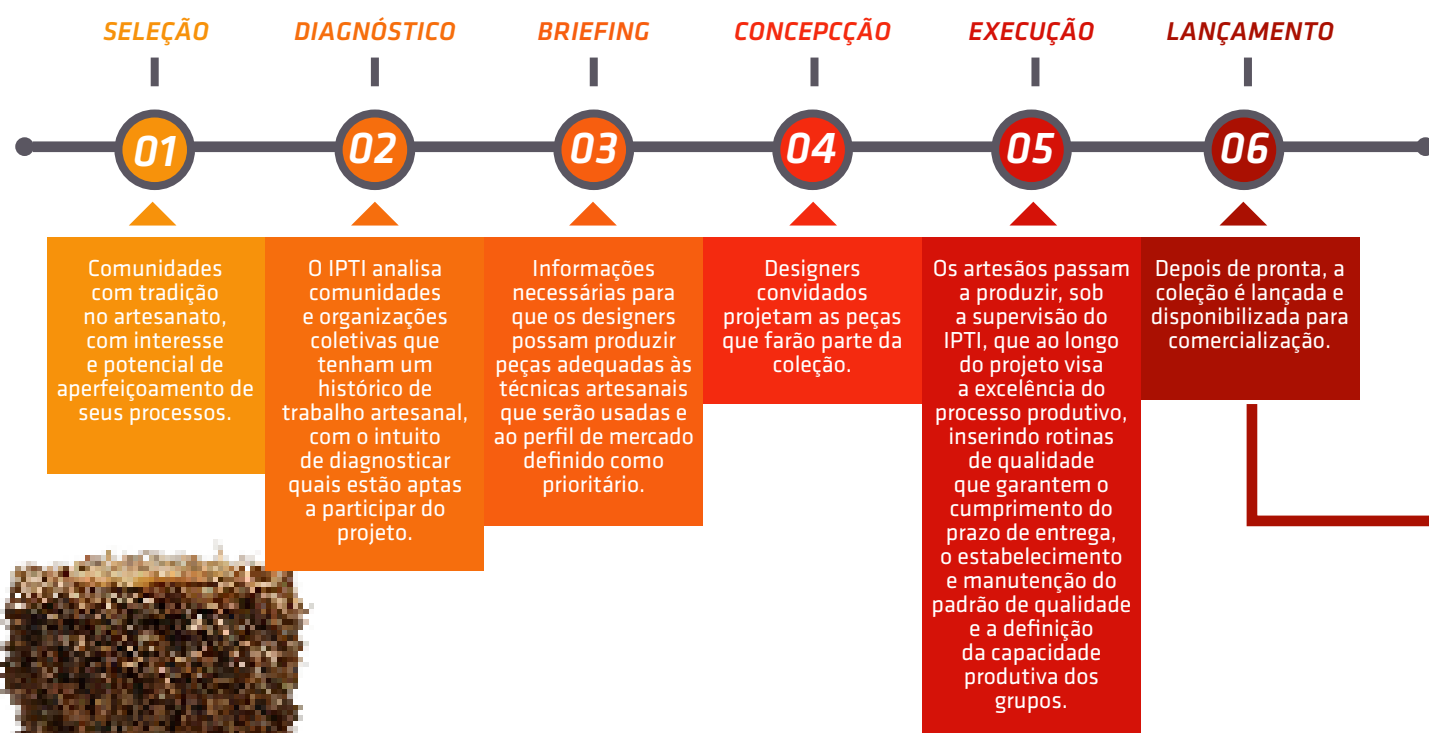 SELEÇÃO
DIAGNÓSTICO
BRIEFING
CONCEPCÇÃO
EXECUÇÃO
LANÇAMENTO
01
02
03
04
05
06
Comunidades
com tradição
no artesanato,
com interesse
e potencial de
aperfeiçoamento de
seus processos.
O IPTI analisa
comunidades
e organizações
coletivas que
tenham um
histórico de
trabalho artesanal,
com o intuito
de diagnosticar
quais estão aptas
a participar do
projeto.
Informações
necessárias para
que os designers
possam produzir
peças adequadas às
técnicas artesanais
que serão usadas e
ao perfil de mercado
definido como
prioritário.
Designers
convidados
projetam as peças
que farão parte da
coleção.
Os artesãos passam
a produzir, sob
a supervisão do
IPTI, que ao longo
do projeto visa
a excelência do
processo produtivo,
inserindo rotinas
de qualidade
que garantem o
cumprimento do
prazo de entrega,
o estabelecimento
e manutenção do
padrão de qualidade
e a definição
da capacidade
produtiva dos
grupos.
Depois de pronta, a
coleção é lançada e
disponibilizada para
comercialização.